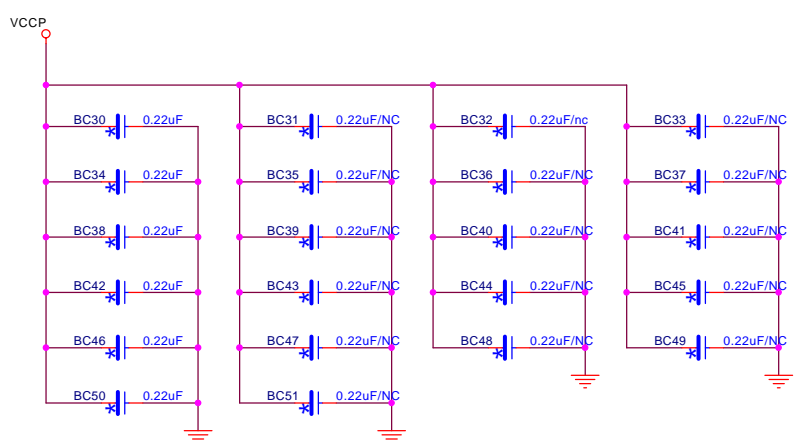 VCCP
BC30 0.22uF BC31 0.22uF/NC BC32 0.22uF/nc BC33 0.22uF/NC
BC34 0.22uF BC35 0.22uF/NC BC36 0.22uF/NC BC37 0.22uF/NC
BC38 0.22uF BC39 0.22uF/NC BC40 0.22uF/NC BC41 0.22uF/NC
BC42 0.22uF BC43 0.22uF/NC BC44 0.22uF/NC BC45 0.22uF/NC
BC46 0.22uF BC47 0.22uF/NC BC48 0.22uF/NC BC49 0.22uF/NC
BC50 0.22uF BC51 0.22uF/NC